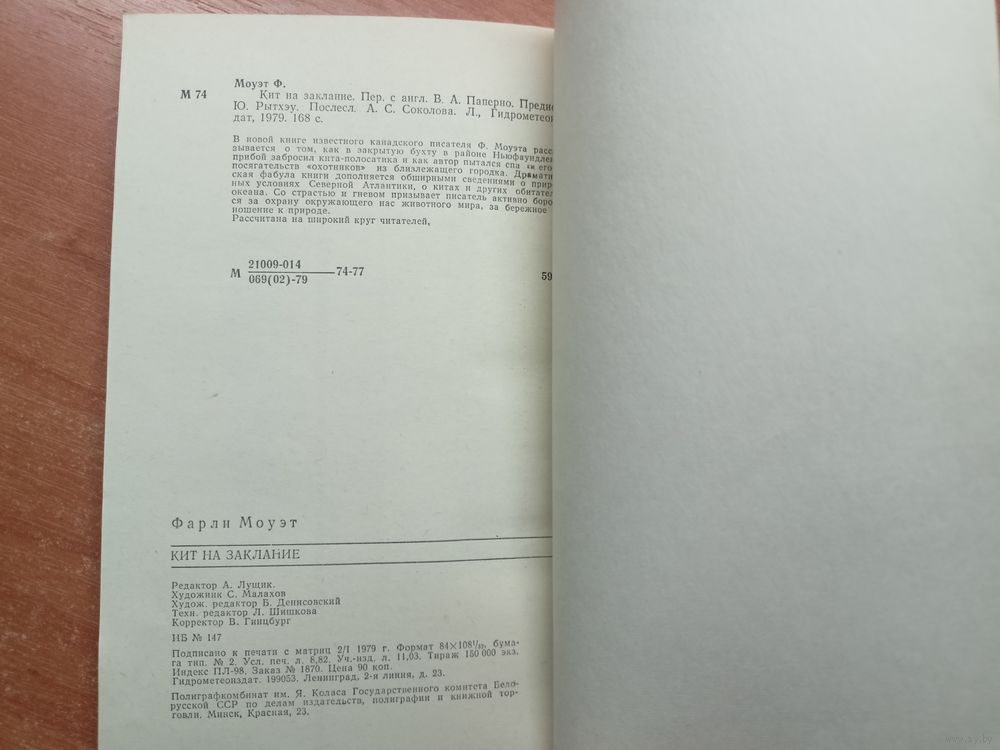 Моуэт Ф.
М 74 Кит на заклание. Пер. с англ. В. А. Паперно. Предис
Ю. Рытхэу. Послесл. А. С. Соколова. Л., Гидрометеои
дат, 1979. 168 с.
В новой книге известного канадского писателя Ф. Моуэта расс
зывается о том, как в закрытую бухту в районе Ньюфаундлен
прибой забросил кита-полосатика и как автор пытался спа и его
посягательств «охотников» из близлежащего городка. Драмати
ская фабула книги дополняется обширными сведениями о прир
ных условиях Северной Атлантики, о китах и других обитател
океана. Со страстью и гневом призывает писатель активно боро
ся за охрану окружающего нас животного мира, за бережное
ношение к природе.
Рассчитана на широкий круг читателей,
М 21009-014
069(02)-79
74-77
59
Фарли Моуэт
КИТ НА ЗАКЛАНИЕ
Редактор А. Лущик.
Художник С. Малахов
Худож. редактор Б. Денисовский
Техн. редактор Л. Шишкова
Корректор В. Гинцбург
ИБ № 147
Подписано к печати с матриц 2/I 1979 г. Формат 84×108¹/₃₂, бума-
га тип. № 2. Усл. печ. л. 8,82. Уч.-изд. л. 11,03. Тираж 150 000 экз.
Индекс ПЛ-98. Заказ № 1870. Цена 90 коп.
Гидрометеоиздат. 199053. Ленинград, 2-я линия, д. 23.
Полиграфкомбинат им. Я. Коласа Государственного комитета Бело-
русской ССР по делам издательств, полиграфии и книжной тор-
говли. Минск, Красная, 23.
www.ay.by